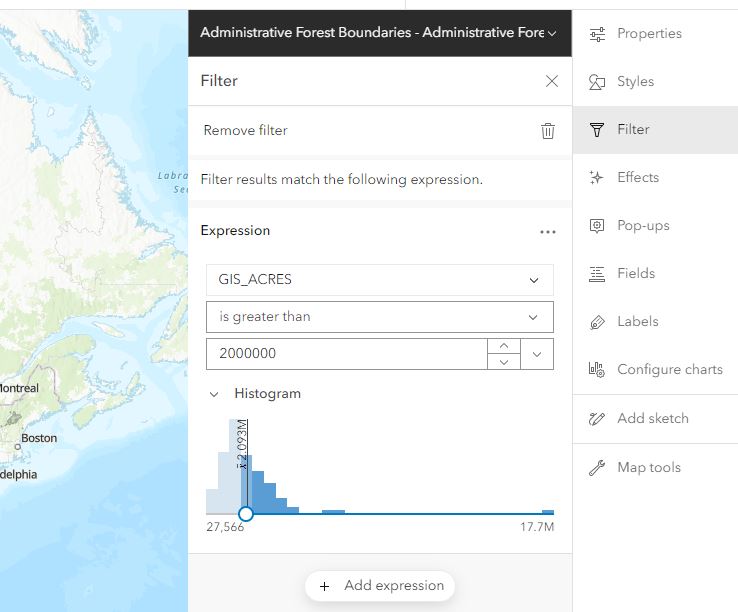 Administrative Forest Boundaries - Administrative Fore
Filter
Remove filter
Filter results match the following expression.
Expression
GIS_ACRES
is greater than
2000000
Histogram
x̄ 2.093M
27,566
17.7M
Add expression
Properties
Styles
Filter
Effects
Pop-ups
Fields
Labels
Configure charts
Add sketch
Map tools
Labra
Se
Montreal
Boston
delphia